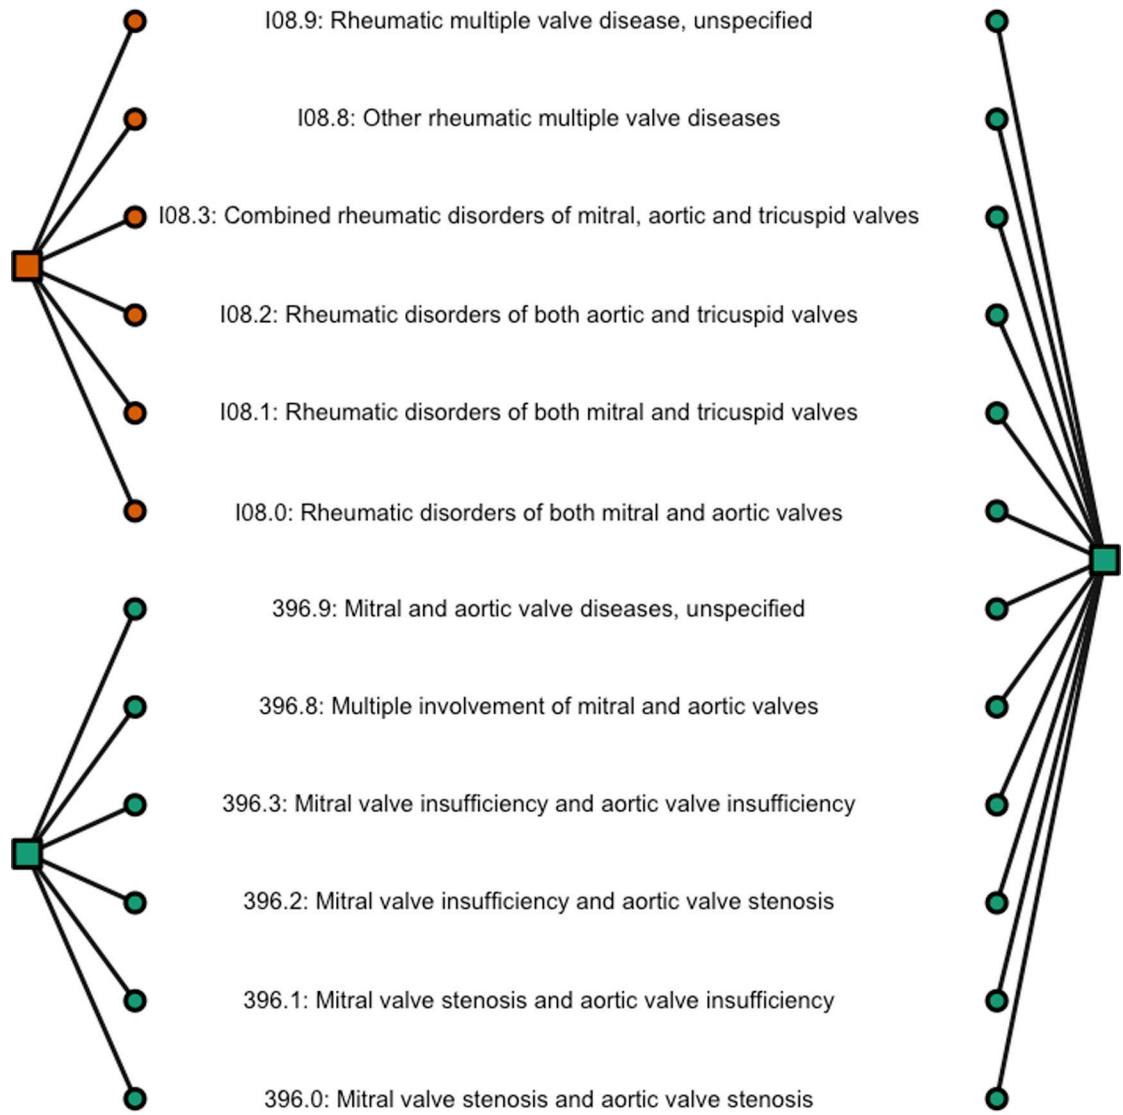 I08.9: Rheumatic multiple valve disease, unspecified
I08.8: Other rheumatic multiple valve diseases
I08.3: Combined rheumatic disorders of mitral, aortic and tricuspid valves
I08.2: Rheumatic disorders of both aortic and tricuspid valves
I08.1: Rheumatic disorders of both mitral and tricuspid valves
I08.0: Rheumatic disorders of both mitral and aortic valves
396.9: Mitral and aortic valve diseases, unspecified
396.8: Multiple involvement of mitral and aortic valves
396.3: Mitral valve insufficiency and aortic valve insufficiency
396.2: Mitral valve insufficiency and aortic valve stenosis
396.1: Mitral valve stenosis and aortic valve insufficiency
396.0: Mitral valve stenosis and aortic valve stenosis